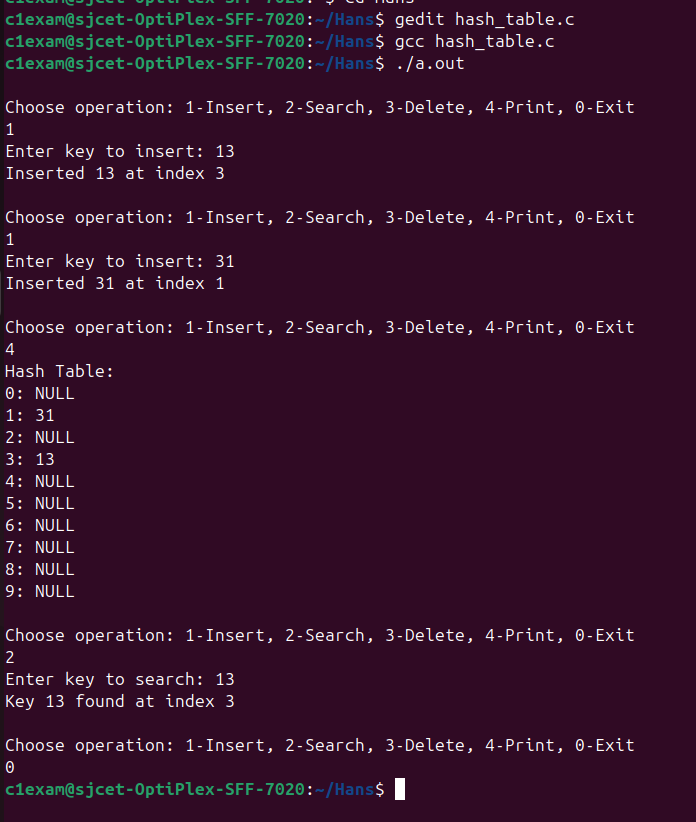 $ cd Hans
c1exam@sjcet-OptiPlex-SFF-7020:~/Hans$ gedit hash_table.c
c1exam@sjcet-OptiPlex-SFF-7020:~/Hans$ gcc hash_table.c
c1exam@sjcet-OptiPlex-SFF-7020:~/Hans$ ./a.out

Choose operation: 1-Insert, 2-Search, 3-Delete, 4-Print, 0-Exit
1
Enter key to insert: 13
Inserted 13 at index 3

Choose operation: 1-Insert, 2-Search, 3-Delete, 4-Print, 0-Exit
1
Enter key to insert: 31
Inserted 31 at index 1

Choose operation: 1-Insert, 2-Search, 3-Delete, 4-Print, 0-Exit
4
Hash Table:
0: NULL
1: 31
2: NULL
3: 13
4: NULL
5: NULL
6: NULL
7: NULL
8: NULL
9: NULL

Choose operation: 1-Insert, 2-Search, 3-Delete, 4-Print, 0-Exit
2
Enter key to search: 13
Key 13 found at index 3

Choose operation: 1-Insert, 2-Search, 3-Delete, 4-Print, 0-Exit
0
c1exam@sjcet-OptiPlex-SFF-7020:~/Hans$